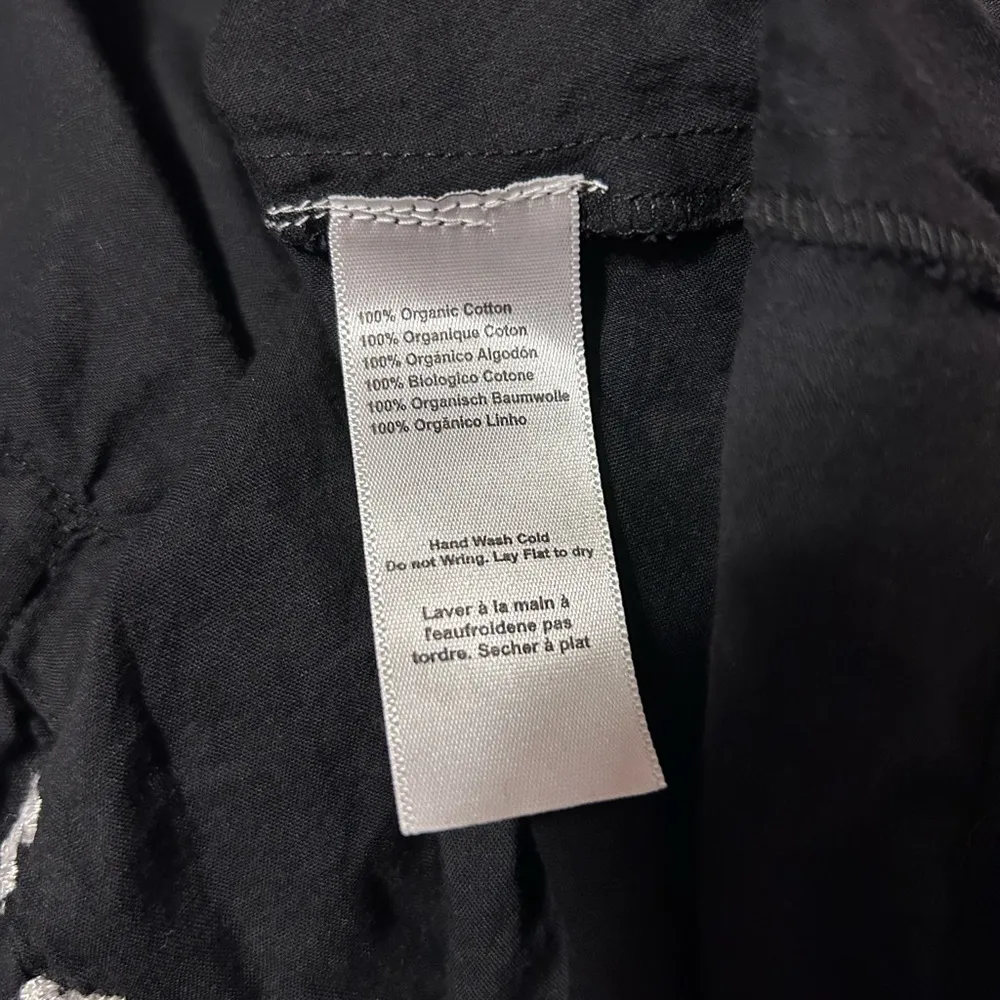 100% Organic Cotton
100% Organique Coton
100% Orgánico Algodón
100% Biologico Cotone
100% Organisch Baumwolle
100% Orgânico Linho
Hand Wash Cold
Do not Wring. Lay Flat to dry
Laver à la main à
l'eaufroidene pas
tordre. Secher à plat